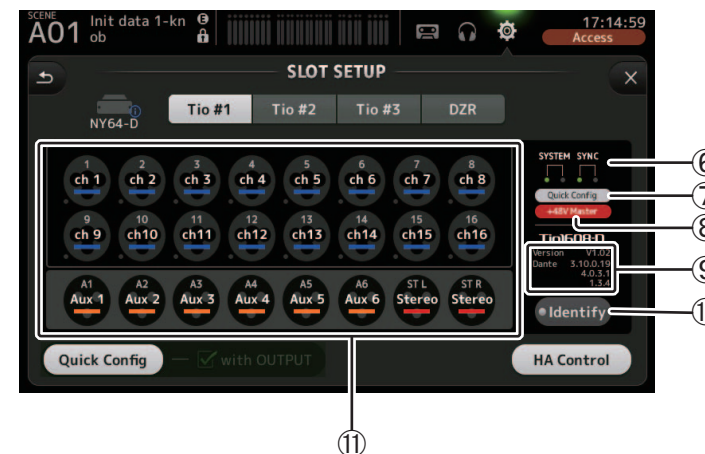 SCENE
A01 Init data 1-kn
ob
17:14:59
Access
SLOT SETUP
NY64-D
Tio #1 Tio #2 Tio #3 DZR
1 2 3 4 5 6 7 8
ch 1 ch 2 ch 3 ch 4 ch 5 ch 6 ch 7 ch 8
9 10 11 12 13 14 15 16
ch 9 ch10 ch11 ch12 ch13 ch14 ch15 ch16
A1 A2 A3 A4 A5 A6 ST L ST R
Aux 1 Aux 2 Aux 3 Aux 4 Aux 5 Aux 6 Stereo Stereo
SYSTEM SYNC
⑥
Quick Config
⑦
+48V Master
⑧
Tio1608-D
Version V1.02
Dante 3.10.0.19
4.0.3.1
1.3.4
⑨
Identify
Quick Config with OUTPUT HA Control
⑪